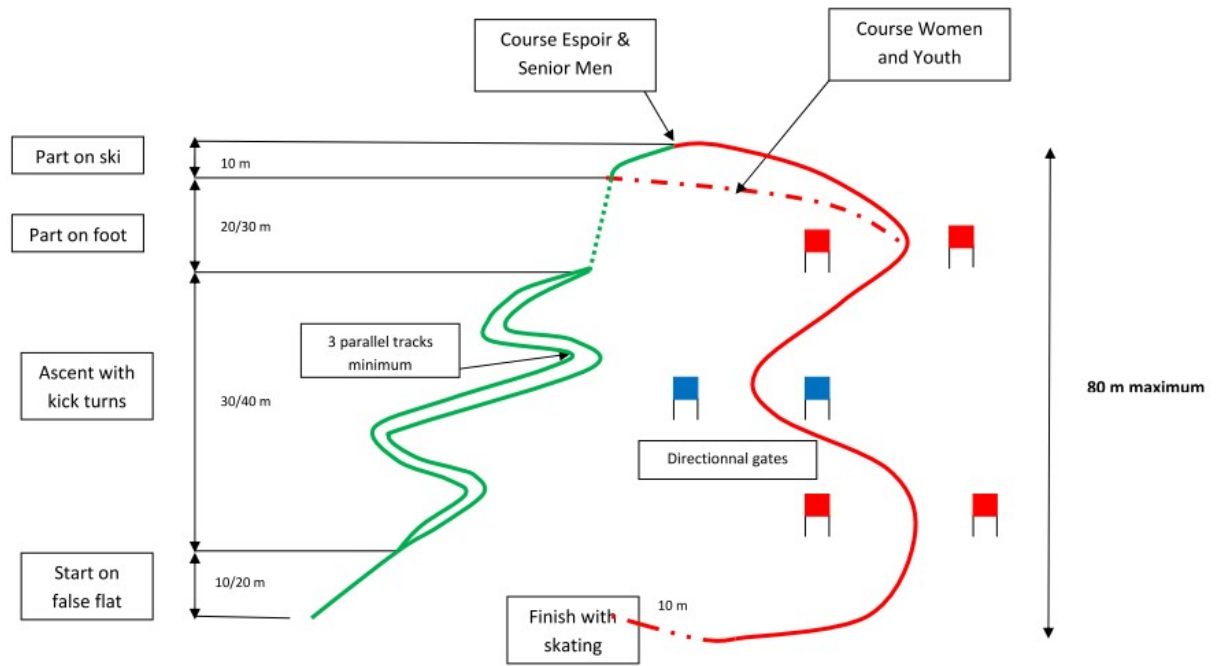 Course Espoir &
Senior Men
Course Women
and Youth
Part on ski
10 m
Part on foot
20/30 m
3 parallel tracks
minimum
Ascent with
kick turns
30/40 m
80 m maximum
Directionnal gates
Start on
false flat
10/20 m
Finish with
skating
10 m